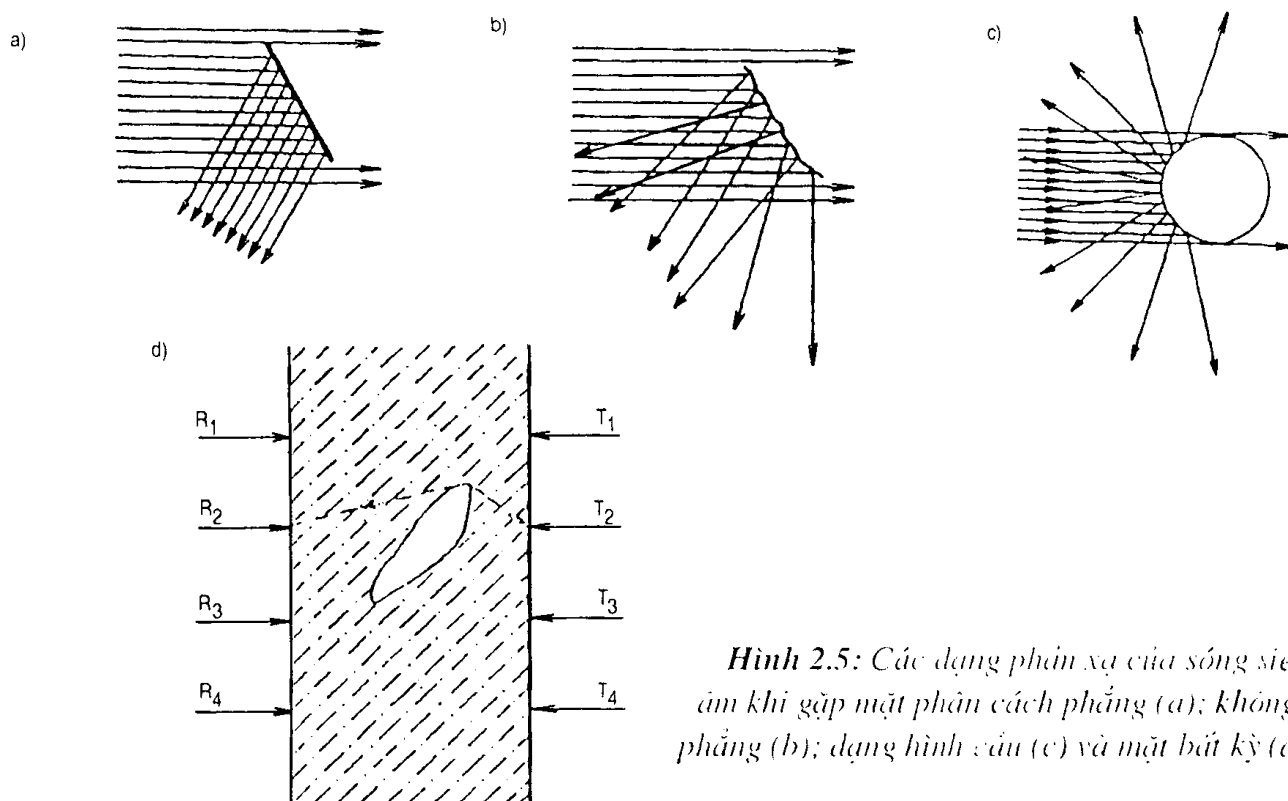 a)
b)
c)
d)
R1 T1
R2 T2
R3 T3
R4 T4
Hình 2.5: Các dạng phản xạ của sóng siê
âm khi gặp mặt phân cách phẳng (a); không
phẳng (b); dạng hình cầu (c) và mặt bất kỳ (d